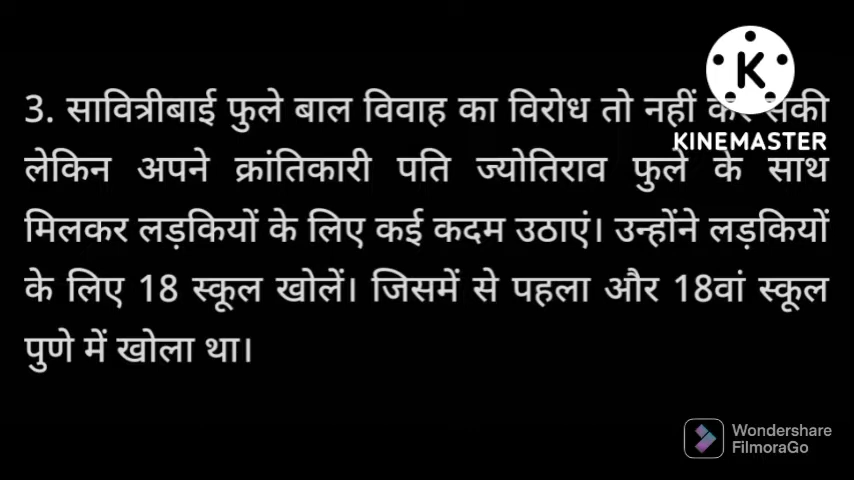 3. सावित्रीबाई फुले बाल विवाह का विरोध तो नहीं कर सकी
लेकिन अपने क्रांतिकारी पति ज्योतिराव फुले के साथ
मिलकर लड़कियों के लिए कई कदम उठाएं। उन्होंने लड़कियों
के लिए 18 स्कूल खोलें। जिसमें से पहला और 18वां स्कूल
पुणे में खोला था।
K
KINEMASTER
Wondershare
FilmoraGo